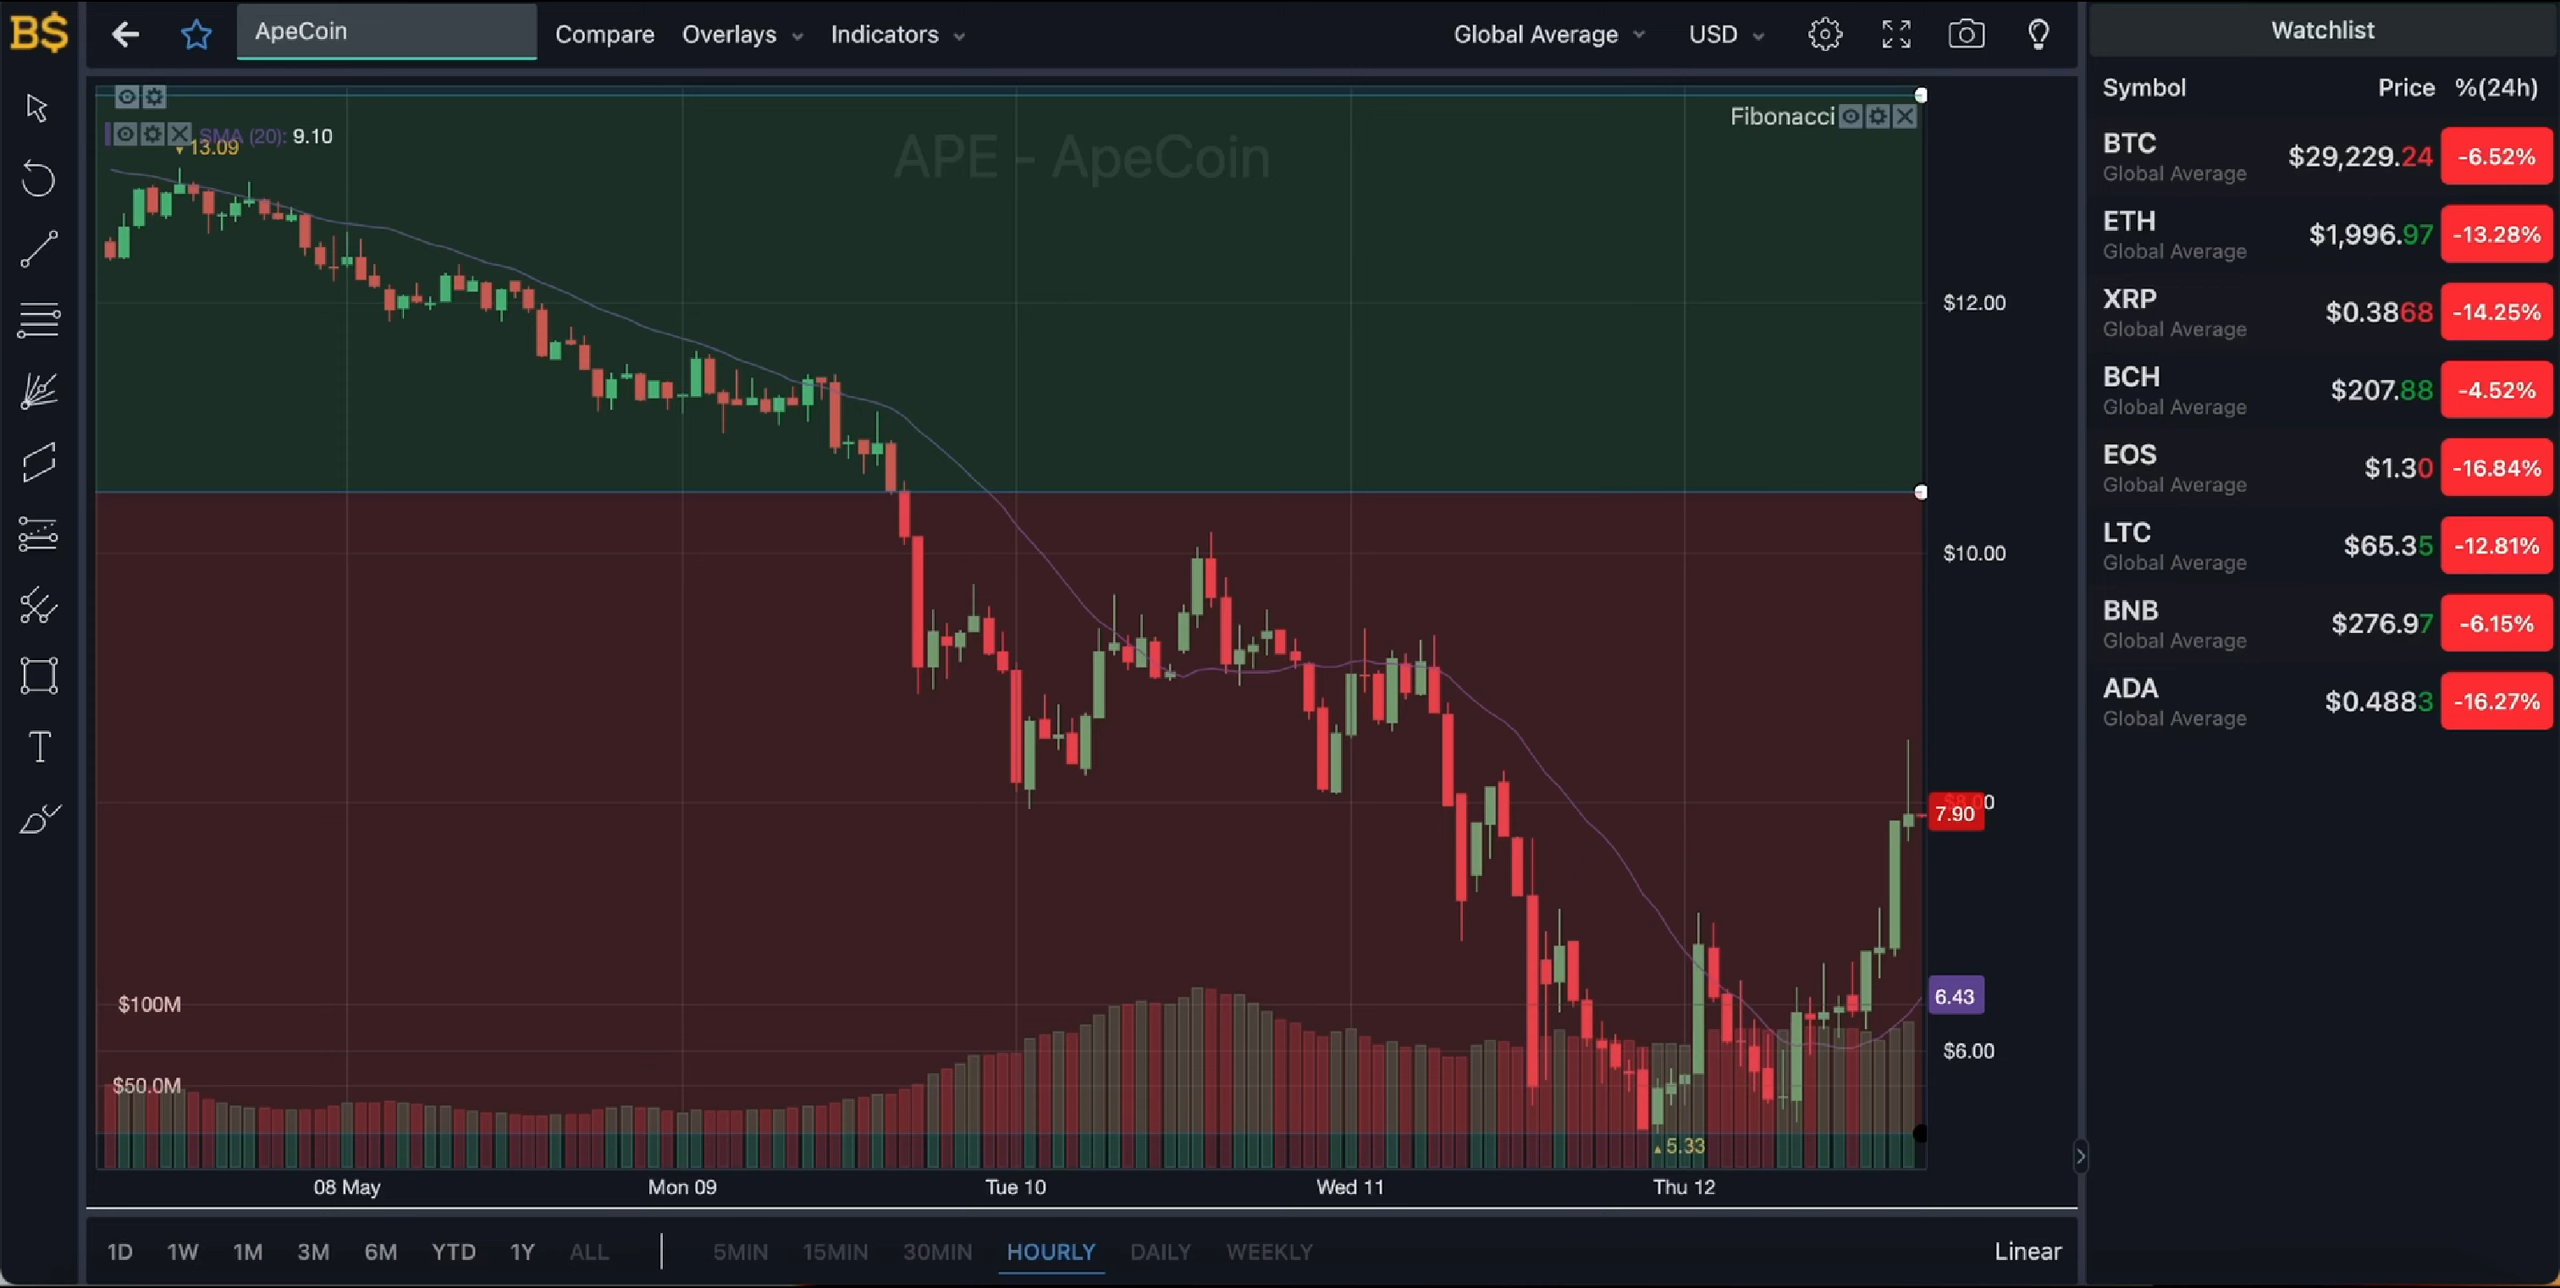 B$
ApeCoin
Compare
Overlays
Indicators
Global Average
USD
Watchlist
Symbol
Price
%(24h)
BTC
Global Average
$29,229.24
-6.52%
ETH
Global Average
$1,996.97
-13.28%
XRP
Global Average
$0.3868
-14.25%
BCH
Global Average
$207.88
-4.52%
EOS
Global Average
$1.30
-16.84%
LTC
Global Average
$65.35
-12.81%
BNB
Global Average
$276.97
-6.15%
ADA
Global Average
$0.4883
-16.27%
Fibonacci
SMA (20): 9.10
13.09
APE - ApeCoin
$12.00
$10.00
$8.00
7.90
6.43
$6.00
$100M
$50.0M
5.33
08 May
Mon 09
Tue 10
Wed 11
Thu 12
1D
1W
1M
3M
6M
YTD
1Y
ALL
5MIN
15MIN
30MIN
HOURLY
DAILY
WEEKLY
Linear
T